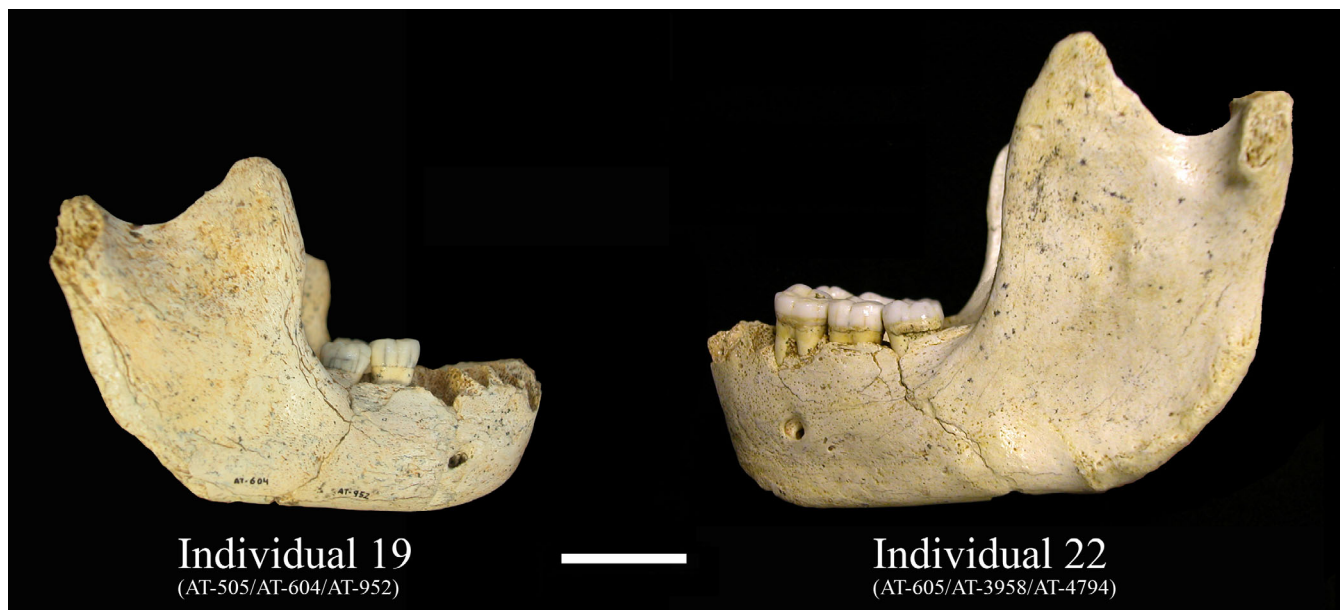 AT-604
AT-952
Individual 19
(AT-505/AT-604/AT-952)
Individual 22
(AT-605/AT-3958/AT-4794)